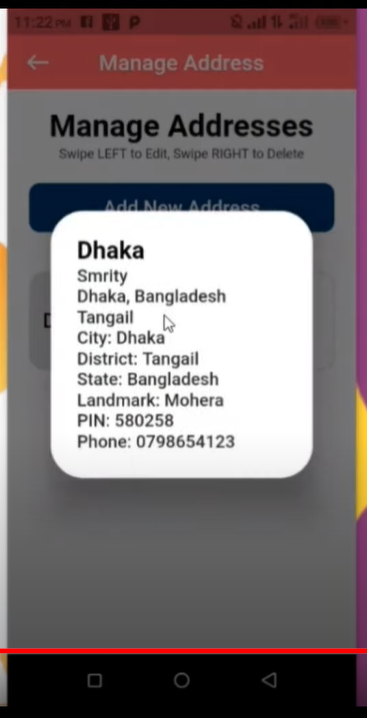 11:22 PM
Manage Address
Manage Addresses
Swipe LEFT to Edit, Swipe RIGHT to Delete
Add New Address
Dhaka
Smrity
Dhaka, Bangladesh
Tangail
City: Dhaka
District: Tangail
State: Bangladesh
Landmark: Mohera
PIN: 580258
Phone: 0798654123